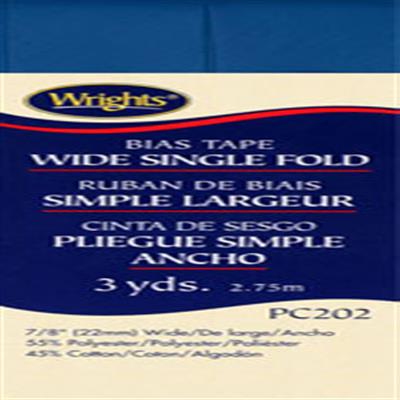 Wrights®
BIAS TAPE
WIDE SINGLE FOLD
RUBAN DE BIAIS
SIMPLE LARGEUR
CINTA DE SESGO
PLIEGUE SIMPLE
ANCHO
3 yds. 2.75m
PC202
7/8" (22mm) Wide/De large/Ancho
55% Polyester/Polyester/Poliéster
45% Cotton/Coton/Algodón